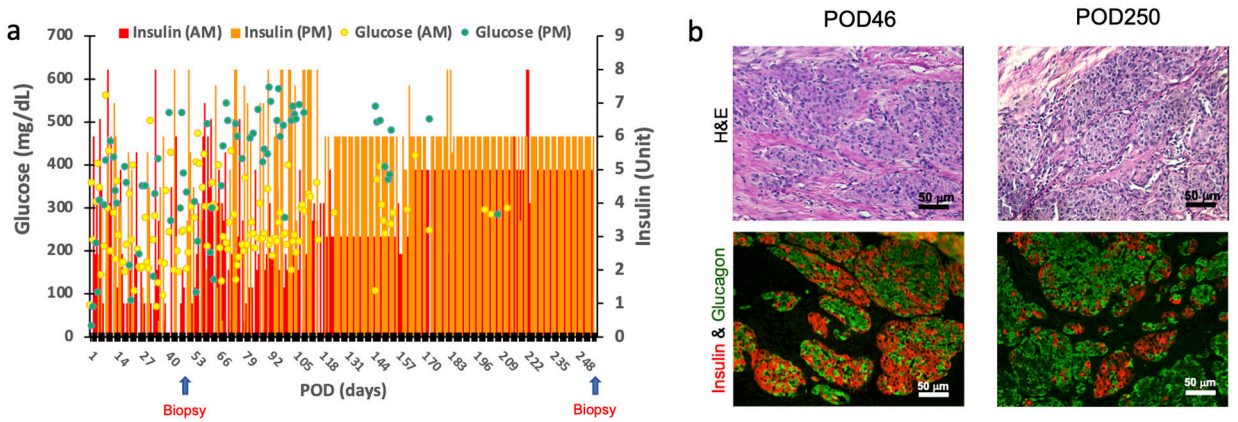 a
Insulin (AM) Insulin (PM) Glucose (AM) Glucose (PM)
Glucose (mg/dL)
700
600
500
400
300
200
100
0
9
8
7
6
5
4
3
2
1
0
Insulin (Unit)
1 14 27 40 53 66 79 92 105 118 131 144 157 170 183 196 209 222 235 248
POD (days)
Biopsy Biopsy
b
POD46 POD250
H&E
50 μm 50 μm
Insulin & Glucagon
50 μm 50 μm